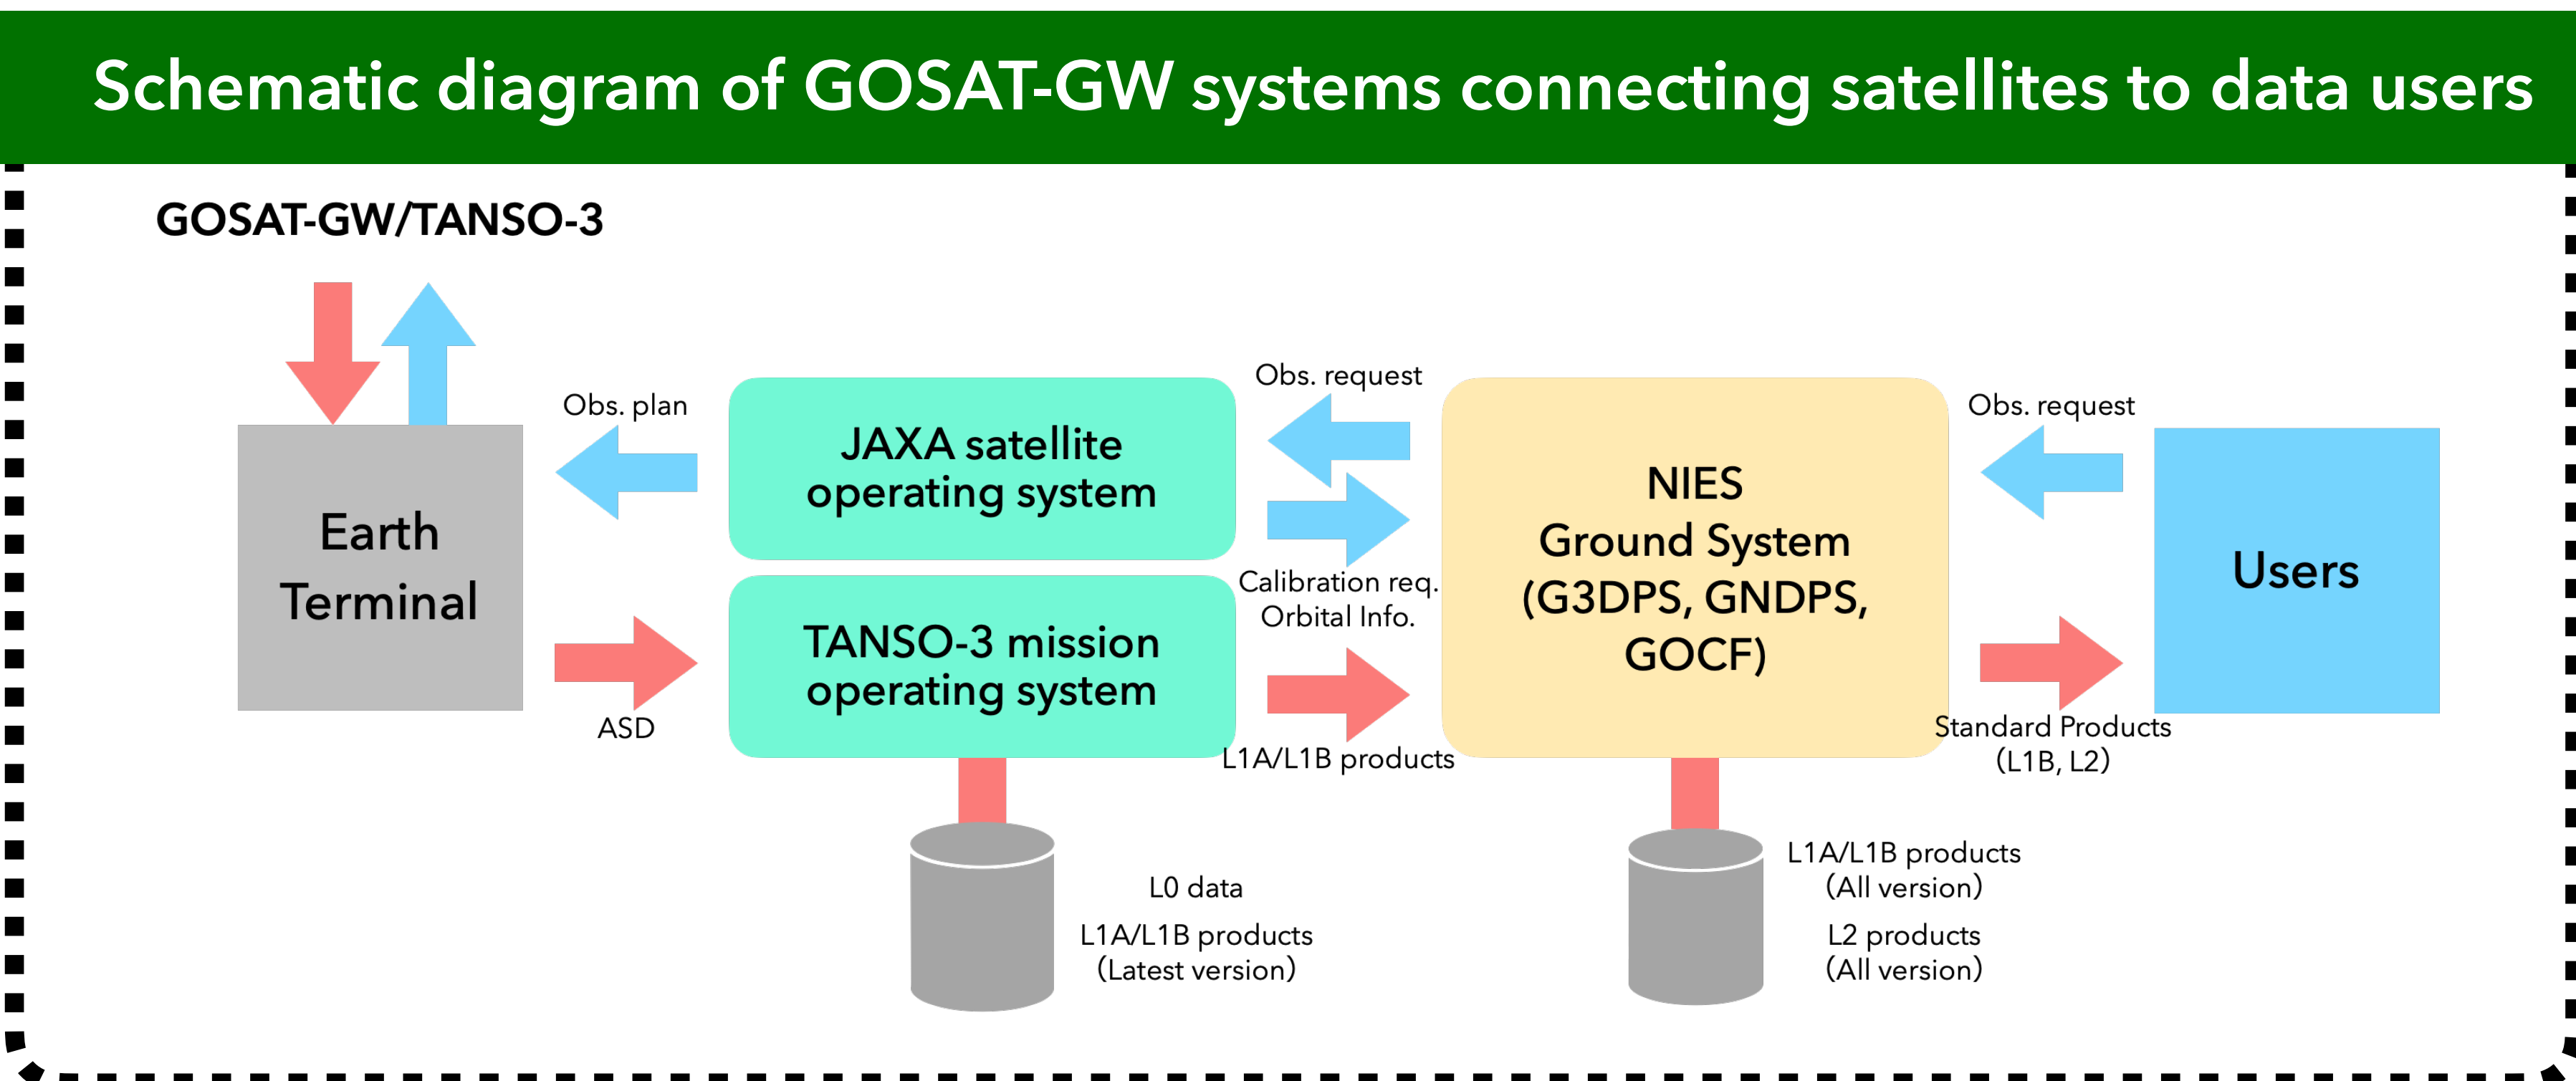 Schematic diagram of GOSAT-GW systems connecting satellites to data users
GOSAT-GW/TANSO-3
Earth
Terminal
Obs. plan
ASD
JAXA satellite
operating system
TANSO-3 mission
operating system
Obs. request
Calibration req.
Orbital Info.
L1A/L1B products
NIES
Ground System
(G3DPS, GNDPS,
GOCF)
Obs. request
Standard Products
(L1B, L2)
Users
L0 data
L1A/L1B products
(Latest version)
L1A/L1B products
(All version)
L2 products
(All version)